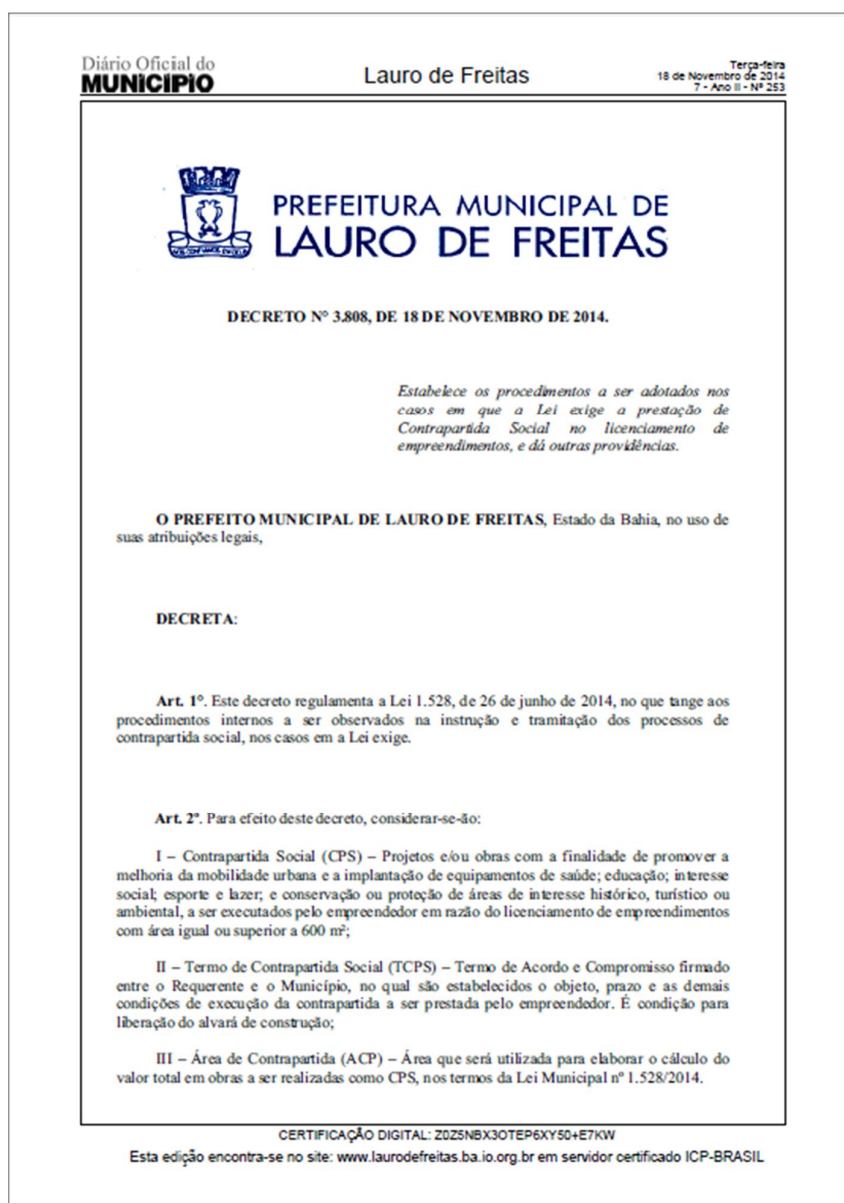 Diário Oficial do
MUNICÍPIO
Lauro de Freitas
Terça-feira
18 de Novembro de 2014
7 - Ano II - Nº 253
PREFEITURA MUNICIPAL DE
LAURO DE FREITAS
DECRETO Nº 3.808, DE 18 DE NOVEMBRO DE 2014.
Estabelece os procedimentos a ser adotados nos
casos em que a Lei exige a prestação de
Contrapartida Social no licenciamento de
empreendimentos, e dá outras providências.
O PREFEITO MUNICIPAL DE LAURO DE FREITAS, Estado da Bahia, no uso de
suas atribuições legais,
DECRETA:
Art. 1º. Este decreto regulamenta a Lei 1.528, de 26 de junho de 2014, no que tange aos
procedimentos internos a ser observados na instrução e tramitação dos processos de
contrapartida social, nos casos em a Lei exige.
Art. 2º. Para efeito deste decreto, considerar-se-ão:
I – Contrapartida Social (CPS) – Projetos e/ou obras com a finalidade de promover a
melhoria da mobilidade urbana e a implantação de equipamentos de saúde; educação; interesse
social; esporte e lazer; e conservação ou proteção de áreas de interesse histórico, turístico ou
ambiental, a ser executados pelo empreendedor em razão do licenciamento de empreendimentos
com área igual ou superior a 600 m²;
II – Termo de Contrapartida Social (TCPS) – Termo de Acordo e Compromisso firmado
entre o Requerente e o Município, no qual são estabelecidos o objeto, prazo e as demais
condições de execução da contrapartida a ser prestada pelo empreendedor. É condição para
liberação do alvará de construção;
III – Área de Contrapartida (ACP) – Área que será utilizada para elaborar o cálculo do
valor total em obras a ser realizadas como CPS, nos termos da Lei Municipal nº 1.528/2014.
CERTIFICAÇÃO DIGITAL: Z0Z5NBX3OTEP6XY50+E7KW
Esta edição encontra-se no site: www.laurodefreitas.ba.io.org.br em servidor certificado ICP-BRASIL